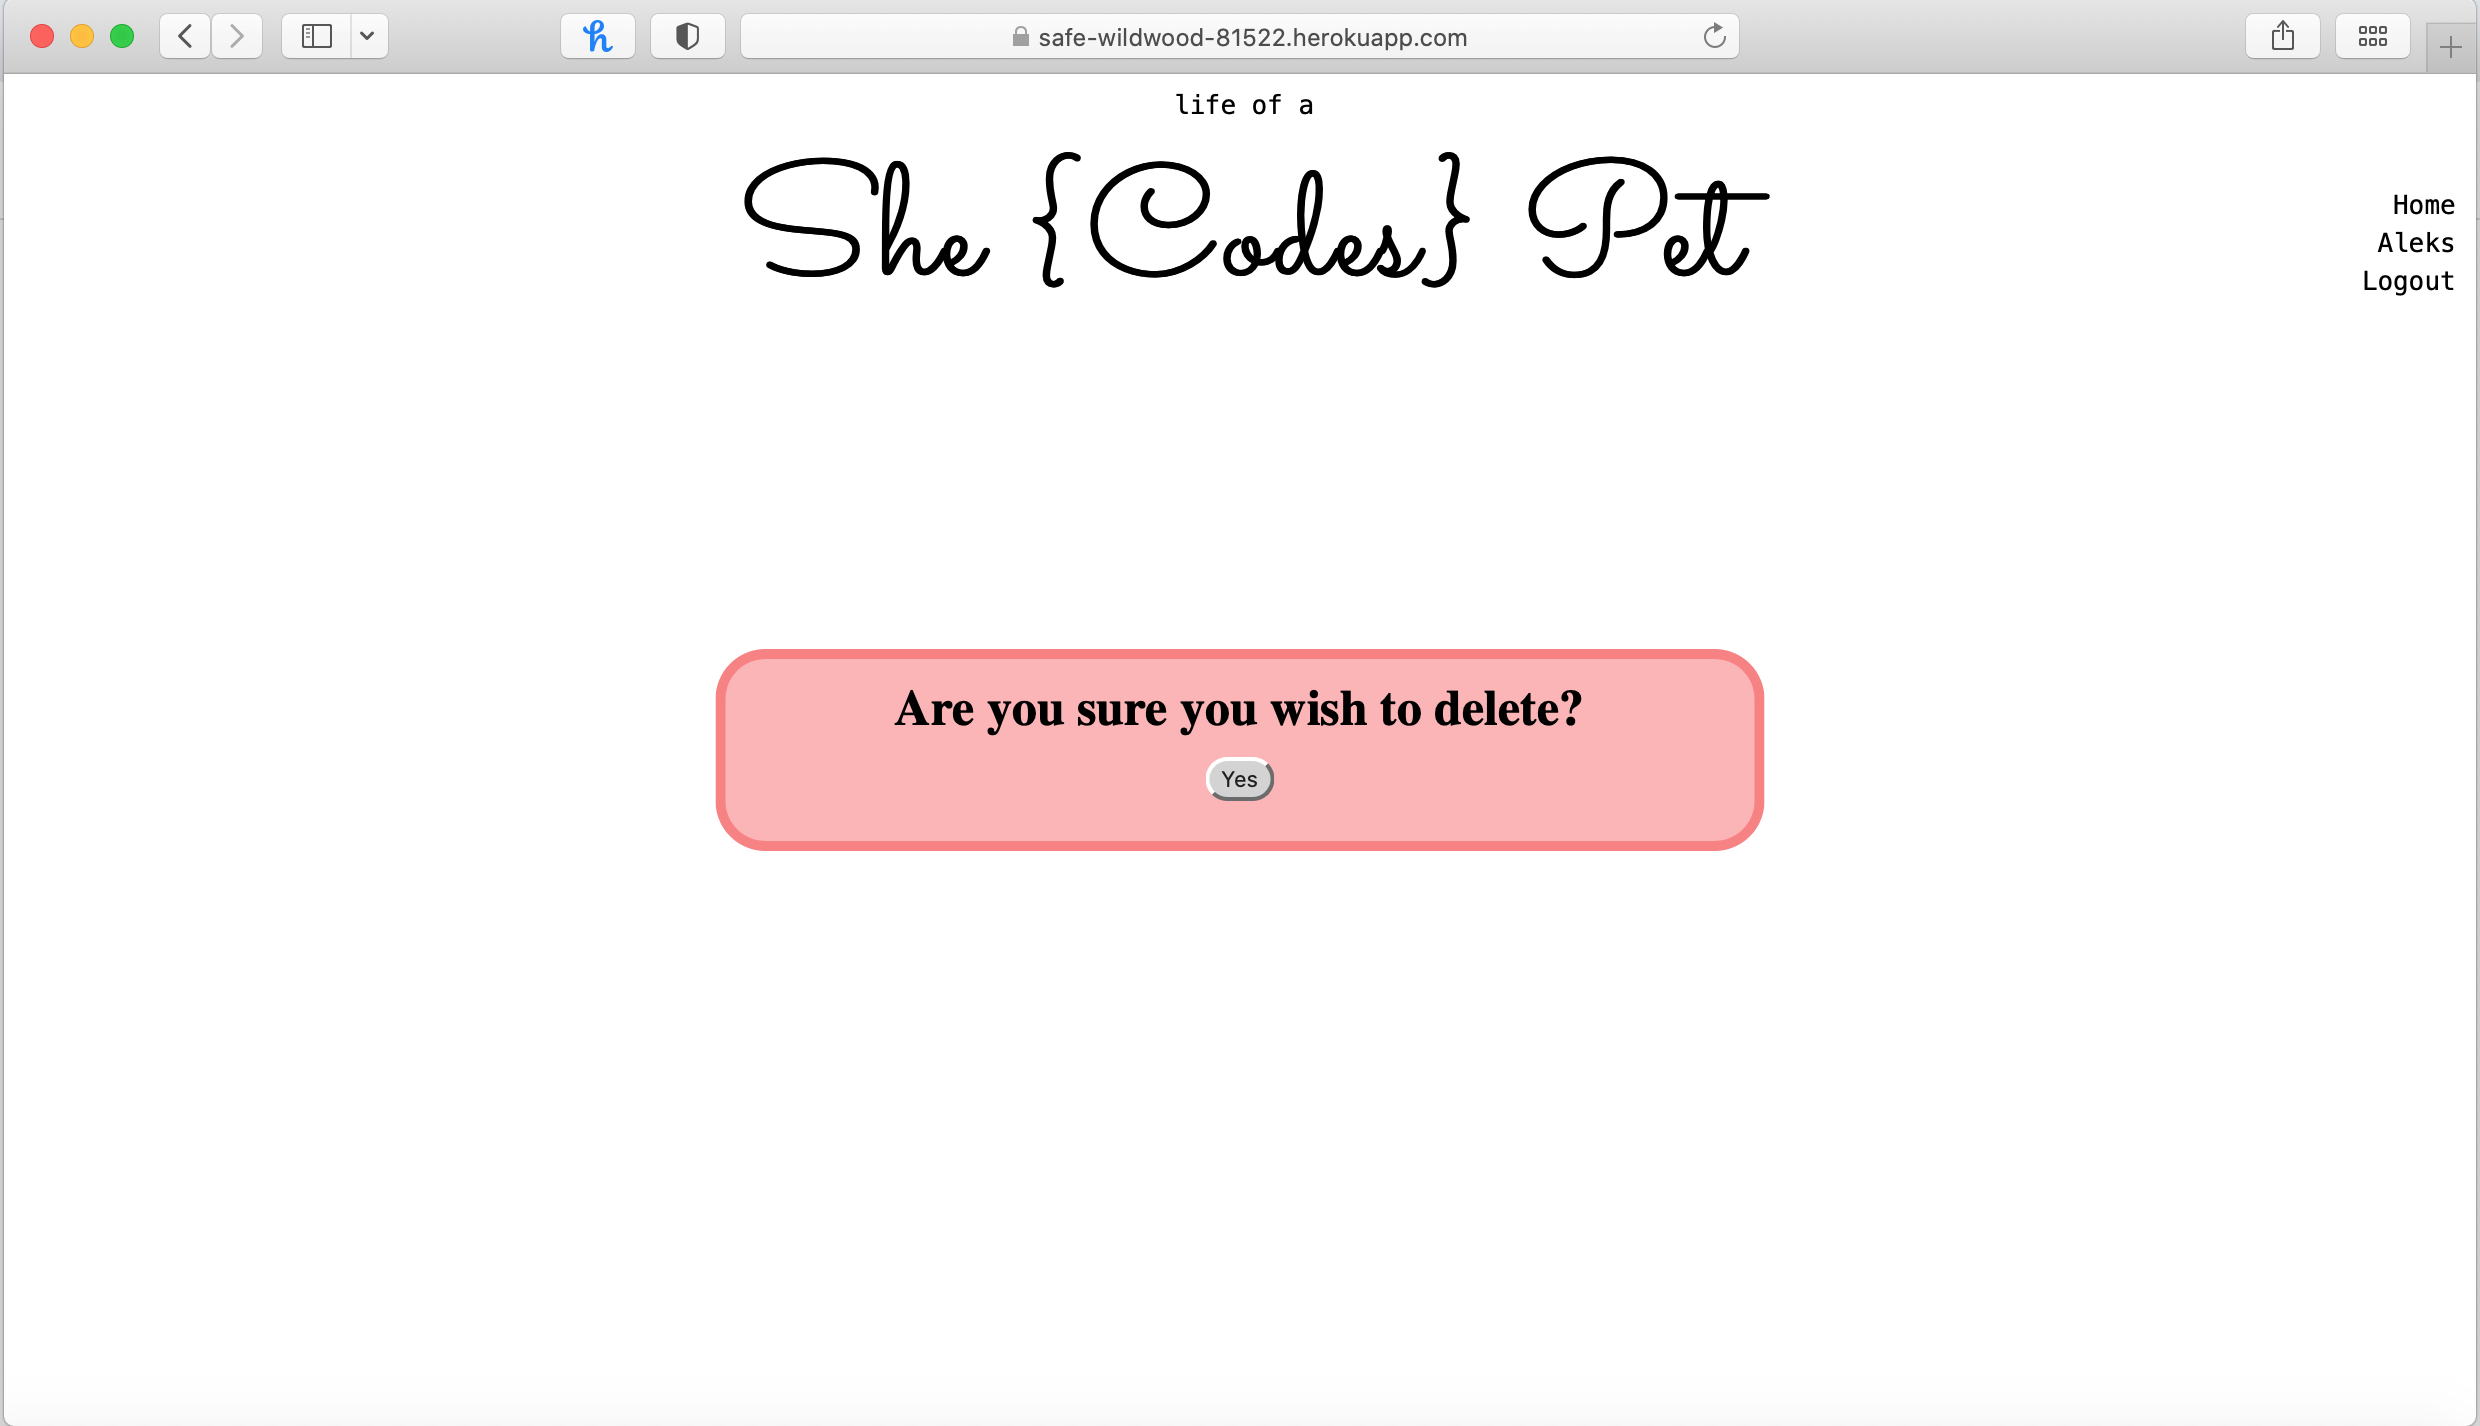 safe-wildwood-81522.herokuapp.com
life of a
She {Codes} Pet
Home
Aleks
Logout
Are you sure you wish to delete?
Yes